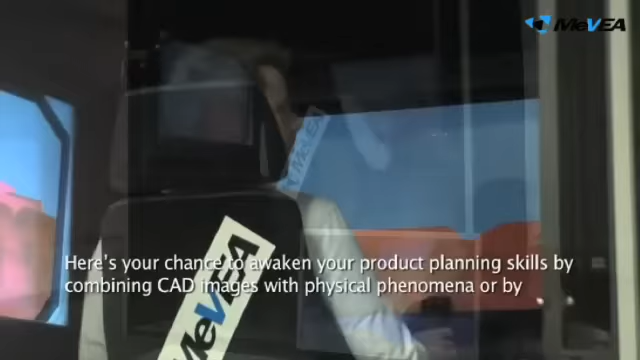 MeVEA
MeVEA
Here's your chance to awaken your product planning skills by
combining CAD images with physical phenomena or by
MeVEA